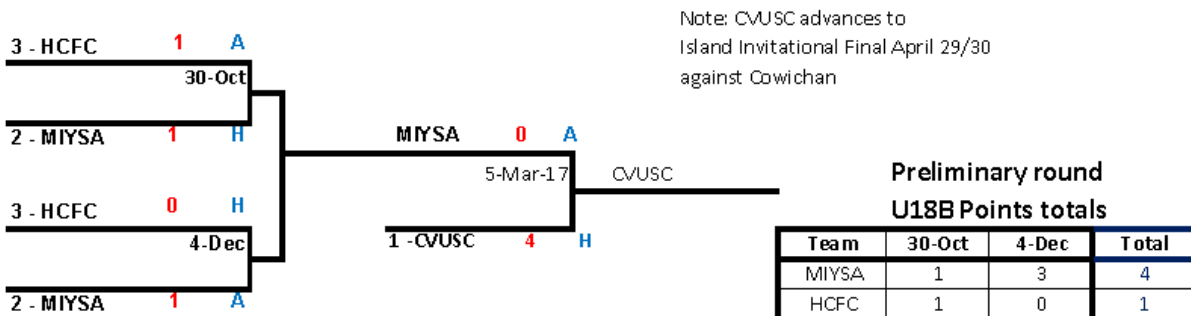 Note: CVUSC advances to
Island Invitational Final April 29/30
against Cowichan
3 - HCFC 1 A
30-Oct
2 - MIYSA 1 H
MIYSA 0 A
5-Mar-17 CVUSC
1 -CVUSC 4 H
3 - HCFC 0 H
4-Dec
2 - MIYSA 1 A
Preliminary round
U18B Points totals
Team 30-Oct 4-Dec Total
MIYSA 1 3 4
HCFC 1 0 1